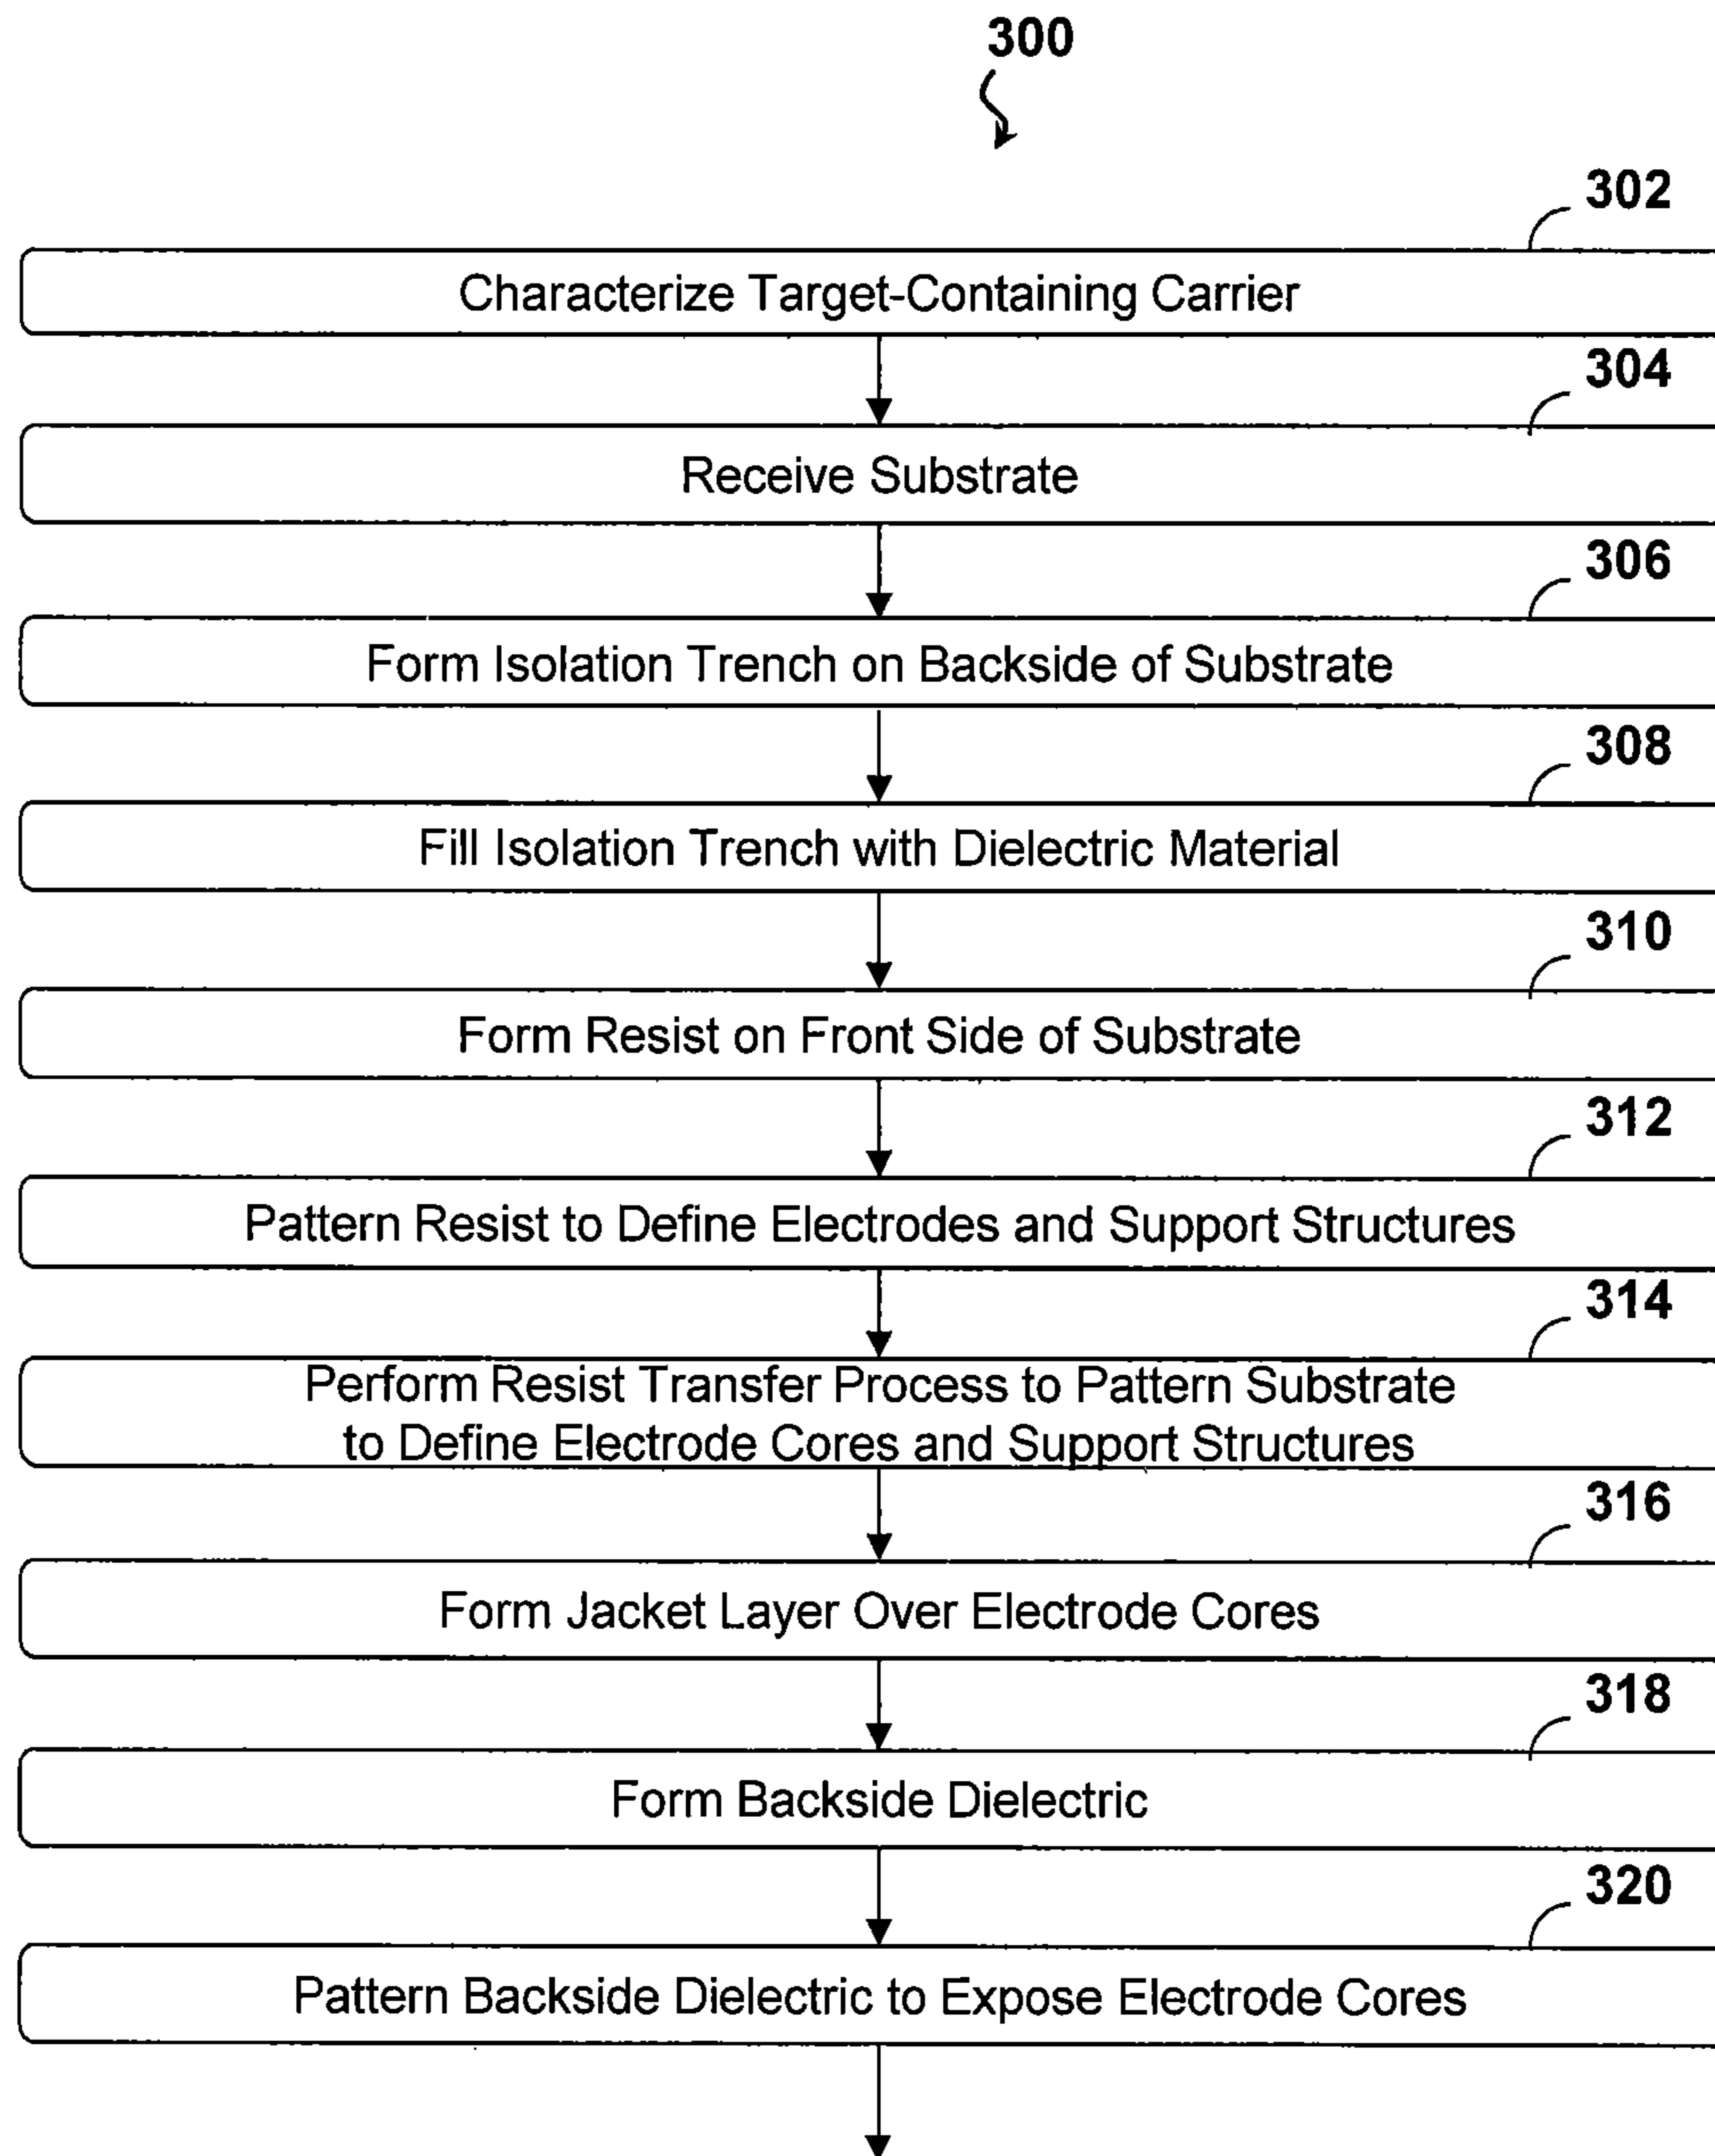 300
302
Characterize Target-Containing Carrier
304
Receive Substrate
306
Form Isolation Trench on Backside of Substrate
308
Fill Isolation Trench with Dielectric Material
310
Form Resist on Front Side of Substrate
312
Pattern Resist to Define Electrodes and Support Structures
314
Perform Resist Transfer Process to Pattern Substrate
to Define Electrode Cores and Support Structures
316
Form Jacket Layer Over Electrode Cores
318
Form Backside Dielectric
320
Pattern Backside Dielectric to Expose Electrode Cores